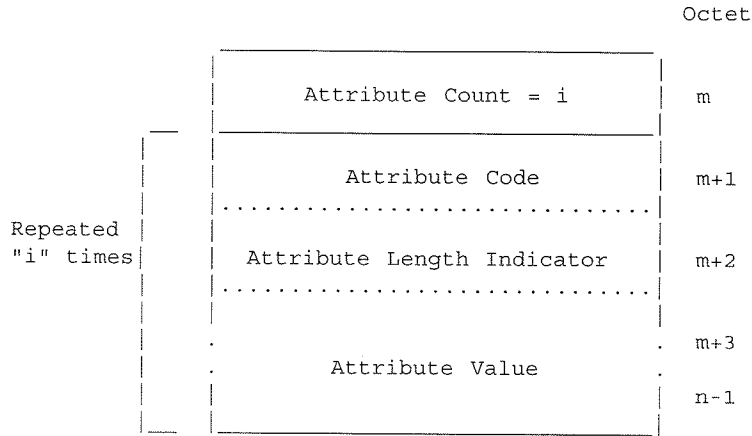 Octet
Attribute Count = i m
Attribute Code m+1
Repeated
"i" times Attribute Length Indicator m+2
m+3
Attribute Value
n-1